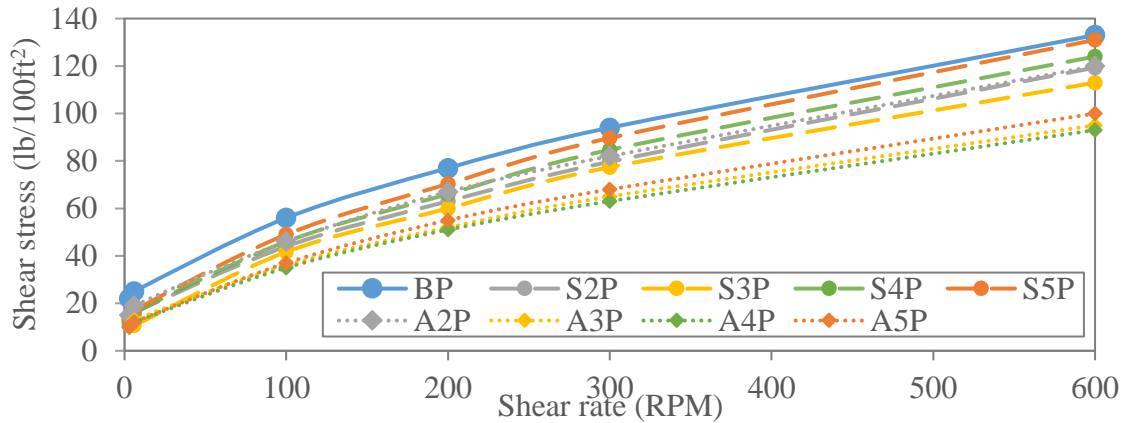 Shear stress (lb/100ft²)
140
120
100
80
60
40
20
0
BP S2P S3P S4P S5P
A2P A3P A4P A5P
0 100 200 300 400 500 600
Shear rate (RPM)